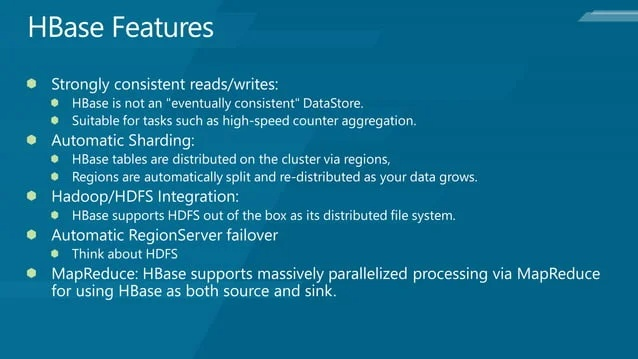 HBase Features
Strongly consistent reads/writes:
HBase is not an "eventually consistent" DataStore.
Suitable for tasks such as high-speed counter aggregation.
Automatic Sharding:
HBase tables are distributed on the cluster via regions,
Regions are automatically split and re-distributed as your data grows.
Hadoop/HDFS Integration:
HBase supports HDFS out of the box as its distributed file system.
Automatic RegionServer failover
Think about HDFS
MapReduce: HBase supports massively parallelized processing via MapReduce
for using HBase as both source and sink.